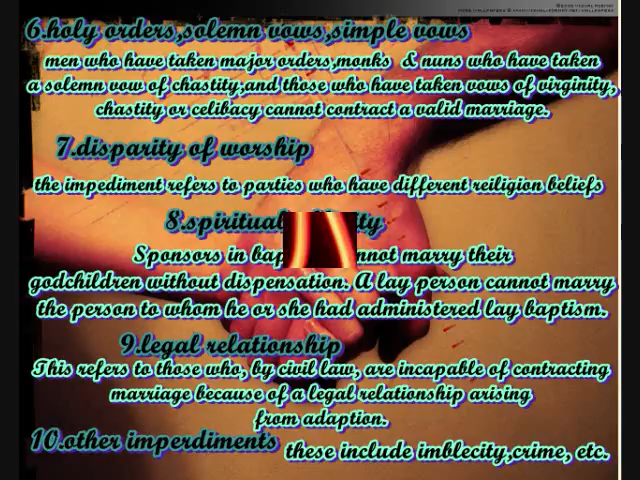 6.holy orders,solemn vows,simple vows
men who have taken major orders,monks & nuns who have taken
a solemn vow of chastity,and those who have taken vows of virginity,
chastity or celibacy cannot contract a valid marriage.
7.disparity of worship
the impediment refers to parties who have different reiligion beliefs
8.spiritual
Sponsors in marry their
godchildren without dispensation. A lay person cannot marry
the person to whom he or she had administered lay baptism.
9.legal relationship
This refers to those who, by civil law, are incapable of contracting
marriage because of a legal relationship arising
from adaption.
10.other imperdiments
these include imblecity,crime, etc.